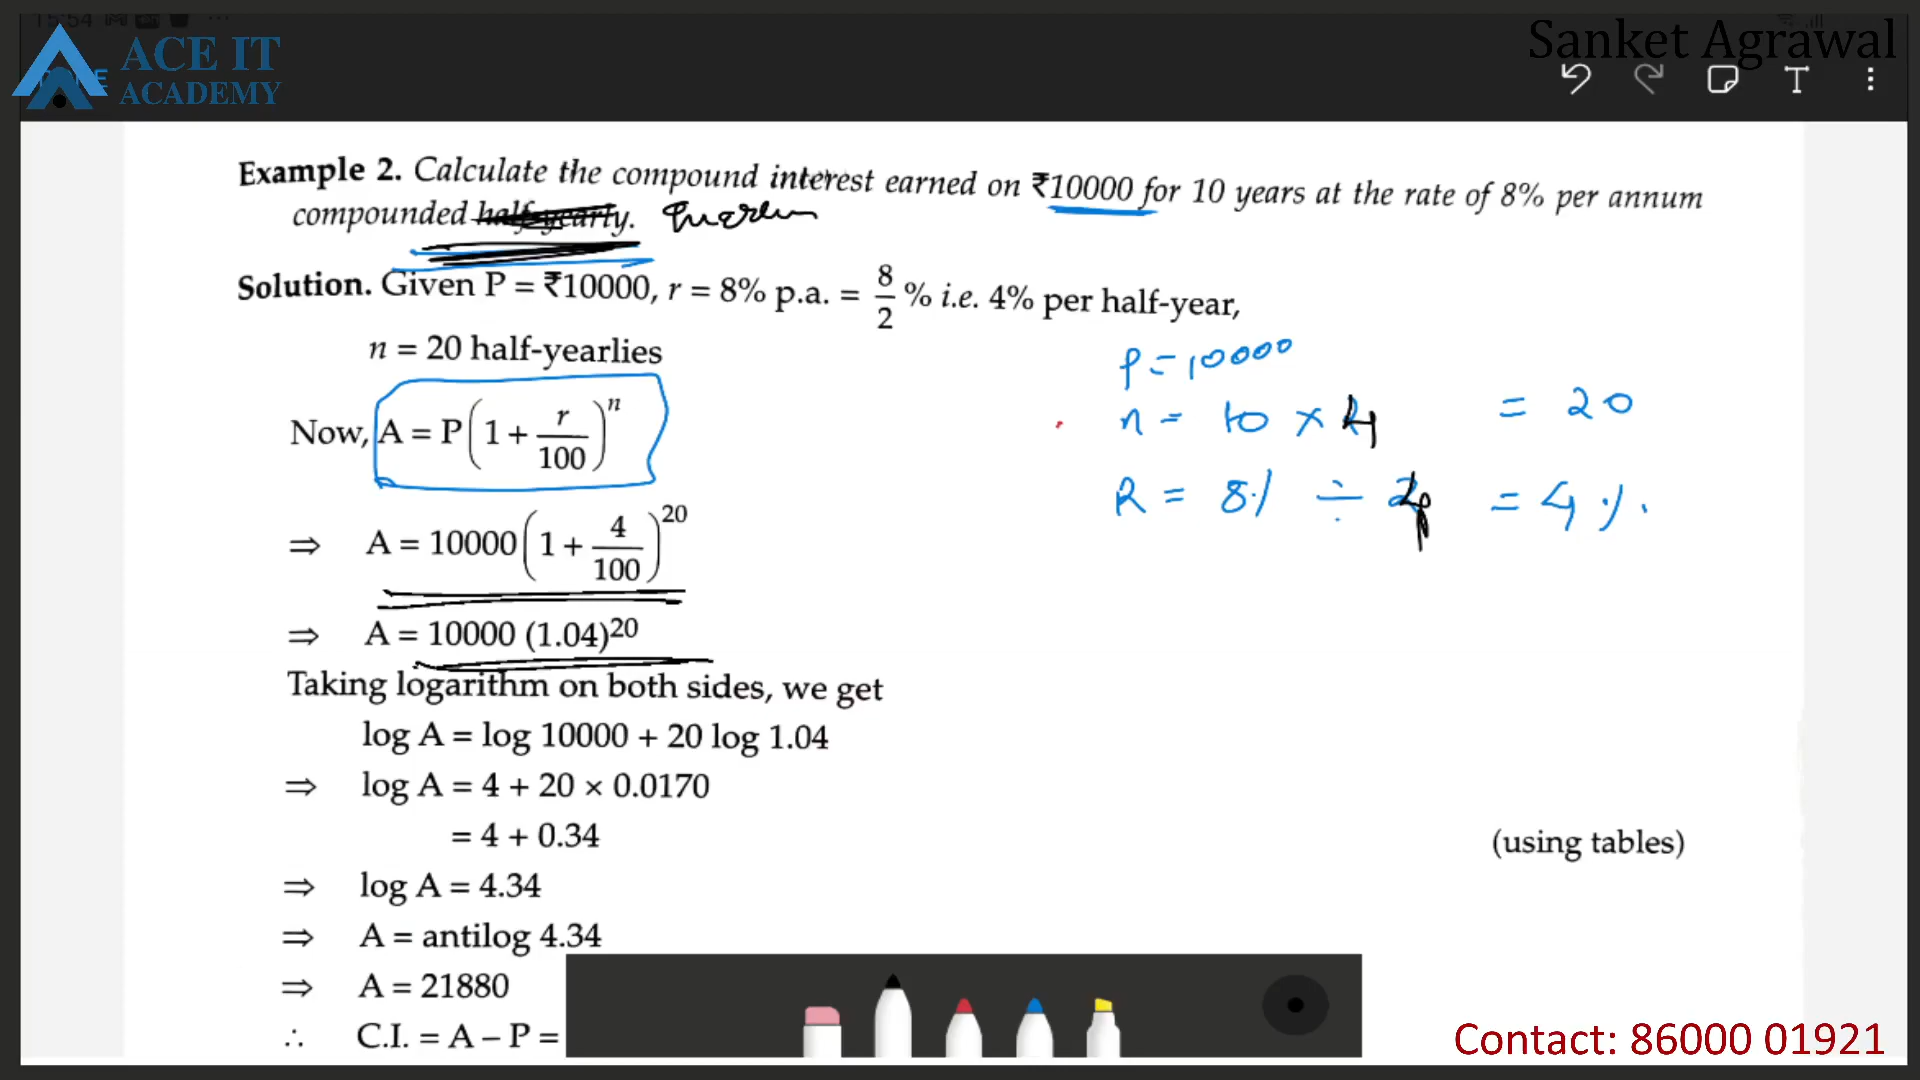 15:54
ACE IT
ACADEMY
Sanket Agrawal
T
Example 2. Calculate the compound interest earned on ₹10000 for 10 years at the rate of 8% per annum
compounded half-yearly.
Solution. Given P = ₹10000, r = 8% p.a. = 8/2 % i.e. 4% per half-year,
n = 20 half-yearlies
P = 10000
Now, A = P(1 + r/100)^n
n = 10 × 4 = 20
R = 8% ÷ 4 = 4%.
⇒ A = 10000(1 + 4/100)^20
⇒ A = 10000 (1.04)^20
Taking logarithm on both sides, we get
log A = log 10000 + 20 log 1.04
⇒ log A = 4 + 20 × 0.0170
= 4 + 0.34
(using tables)
⇒ log A = 4.34
⇒ A = antilog 4.34
⇒ A = 21880
∴ C.I. = A – P =
Contact: 86000 01921